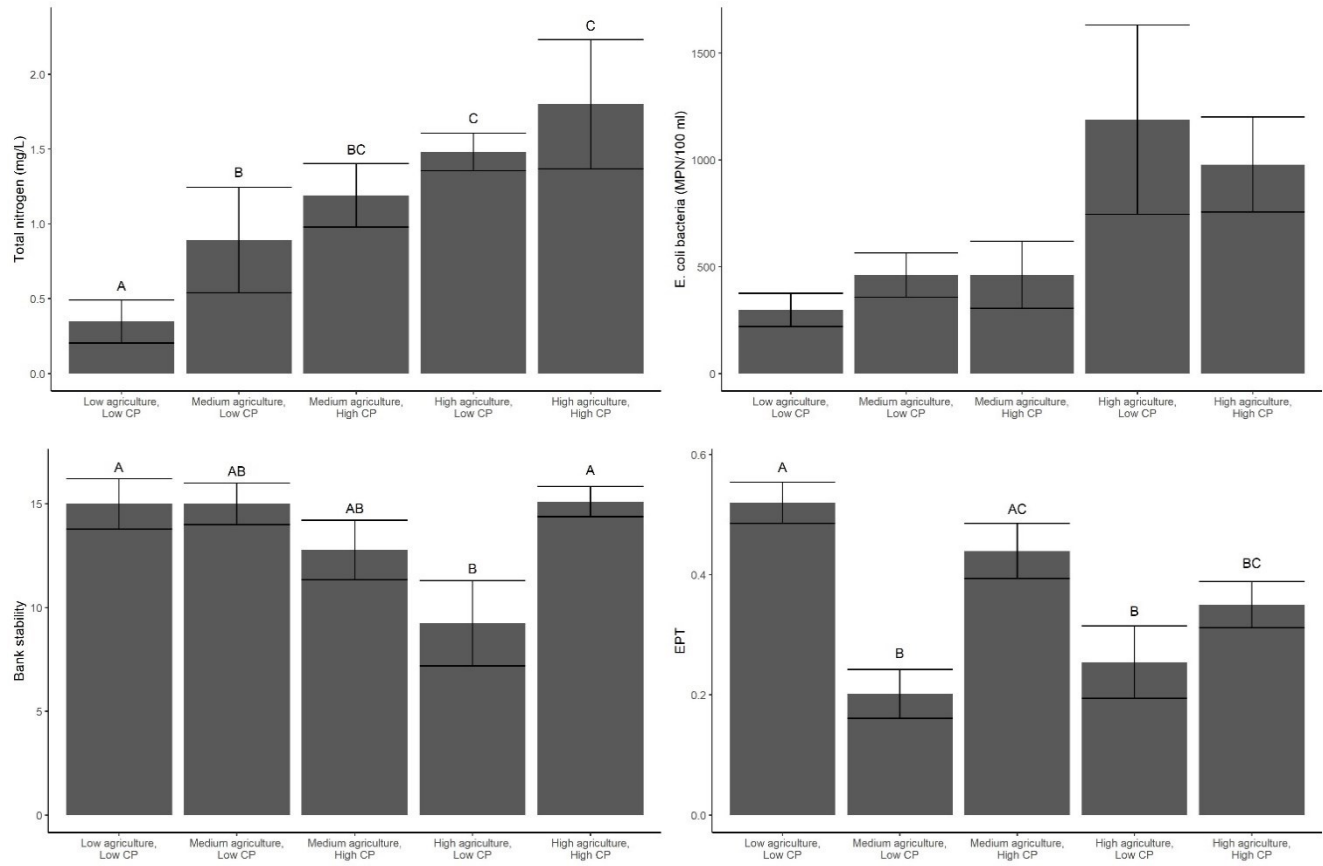 Total nitrogen (mg/L)
2.0
1.5
1.0
0.5
0.0
A
B
BC
C
C
Low agriculture,
Low CP
Medium agriculture,
Low CP
Medium agriculture,
High CP
High agriculture,
Low CP
High agriculture,
High CP
E. coli bacteria (MPN/100 ml)
1500
1000
500
0
Low agriculture,
Low CP
Medium agriculture,
Low CP
Medium agriculture,
High CP
High agriculture,
Low CP
High agriculture,
High CP
Bank stability
15
10
5
0
A
AB
AB
B
A
Low agriculture,
Low CP
Medium agriculture,
Low CP
Medium agriculture,
High CP
High agriculture,
Low CP
High agriculture,
High CP
EPT
0.6
0.4
0.2
0.0
A
B
AC
B
BC
Low agriculture,
Low CP
Medium agriculture,
Low CP
Medium agriculture,
High CP
High agriculture,
Low CP
High agriculture,
High CP